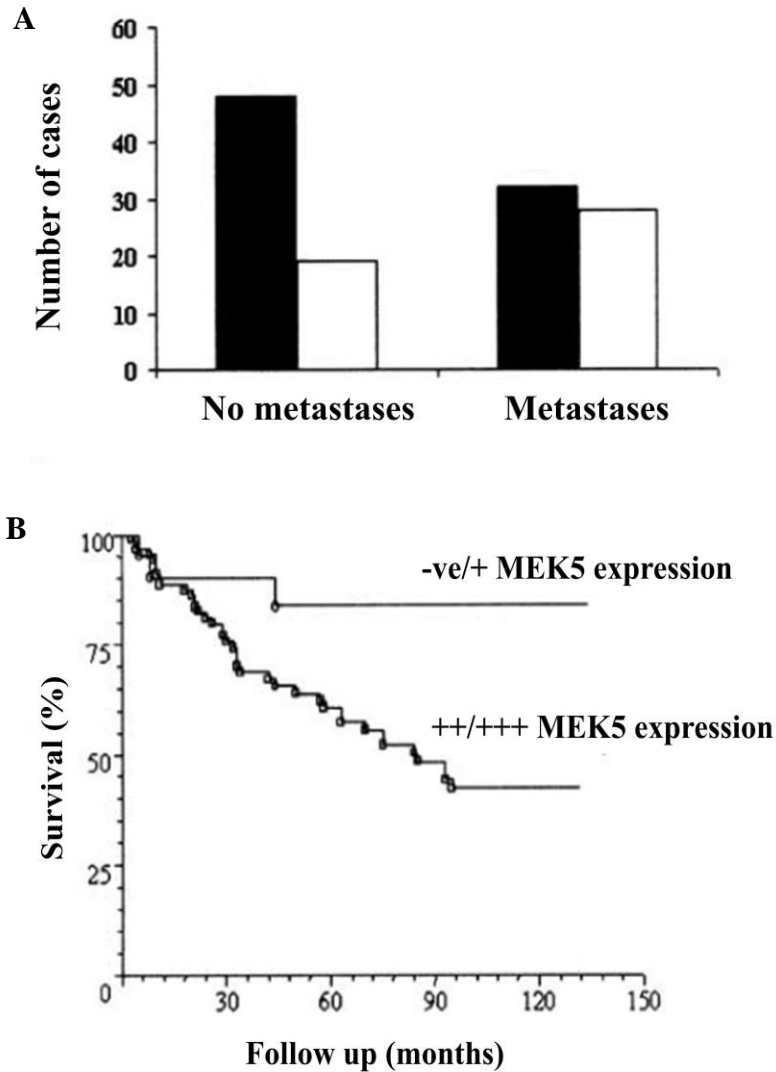 A
60
50
40
30
20
10
0
Number of cases
No metastases
Metastases
B
100
75
50
25
0
Survival (%)
-ve/+ MEK5 expression
++/+++ MEK5 expression
30 60 90 120 150
Follow up (months)